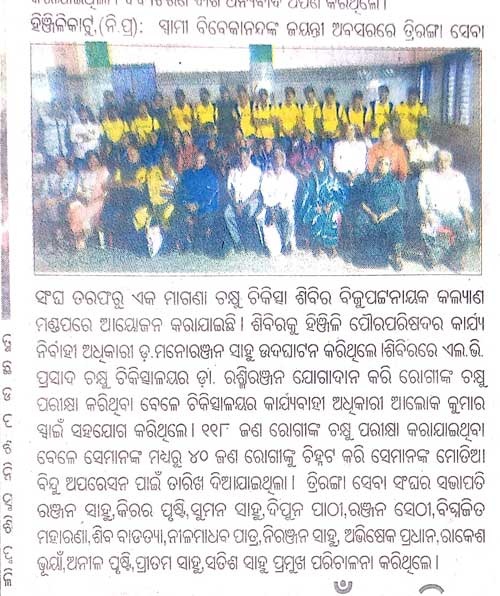 ହିଞ୍ଜିଳିକାଟୁ,(ନି.ପ୍ର): ସ୍ୱାମୀ ବିବେକାନନ୍ଦଙ୍କ ଜୟନ୍ତୀ ଅବସରରେ ତ୍ରିରଙ୍ଗା ସେବା
ସଂଘ ତରଫରୁ ଏକ ମାଗଣା ଚକ୍ଷୁ ଚିକିତ୍ସା ଶିବିର ବିଜୁପଟ୍ଟନାୟକ କଲ୍ୟାଣ
ମଣ୍ଡପରେ ଆୟୋଜନ କରାଯାଇଛି। ଶିବିରକୁ ହିଞ୍ଜିଳି ପୌରପରିଷଦର କାର୍ଯ୍ୟ
ନିର୍ବାହୀ ଅଧିକାରୀ ଡ.ମନୋରଞ୍ଜନ ସାହୁ ଉଦଘାଟନ କରିଥିଲେ ।ଶିବିରରେ ଏଲ.ଭି.
ପ୍ରସାଦ ଚକ୍ଷୁ ଚିକିତ୍ସାଳୟର ଡ଼ା. ରଶ୍ମିରଞ୍ଜନ ଯୋଗଦାନ କରି ରୋଗୀଙ୍କ ଚକ୍ଷୁ
ପରୀକ୍ଷା କରିଥିବା ବେଳେ ଚିକିତ୍ସାଳୟର କାର୍ଯ୍ୟବାହୀ ଅଧିକାରୀ ଆଲୋକ କୁମାର
ସ୍ୱାଇଁ ସହଯୋଗ କରିଥିଲେ। ୧୧୮ ଜଣ ରୋଗୀଙ୍କ ଚକ୍ଷୁ ପରୀକ୍ଷା କରାଯାଇଥିବା
ବେଳେ ସେମାନଙ୍କ ମଧ୍ୟରୁ ୪୦ ଜଣ ରୋଗୀଙ୍କୁ ଚିହ୍ନଟ କରି ସେମାନଙ୍କ ମୋତିଆ
ବିନ୍ଦୁ ଅପରେସନ ପାଇଁ ତାରିଖ ଦିଆଯାଇଥିଲା। ତ୍ରିରଙ୍ଗା ସେବା ସଂଘର ସଭାପତି
ରଞ୍ଜନ ସାହୁ,କିରର ପୃଷ୍ଟି,ସୁମନ ସାହୁ,ଦିପୁନ ପାଠୀ,ରଞ୍ଜନ ସେଠୀ,ବିଶ୍ୱଜିତ
ମହାରଣା,ଶିବ ବାଡତ୍ୟା,ନୀଳମାଧବ ପାତ୍ର,ନିରଞ୍ଜନ ସାହୁ, ଅଭିଷେକ ପ୍ରଧାନ,ରାକେଶ
ଭୂୟାଁ,ଅନୀଳ ପୃଷ୍ଟି,ପ୍ରୀତମ ସାହୁ,ସତିଶ ସାହୁ ପ୍ରମୁଖ ପରିଚାଳନା କରିଥିଲେ।